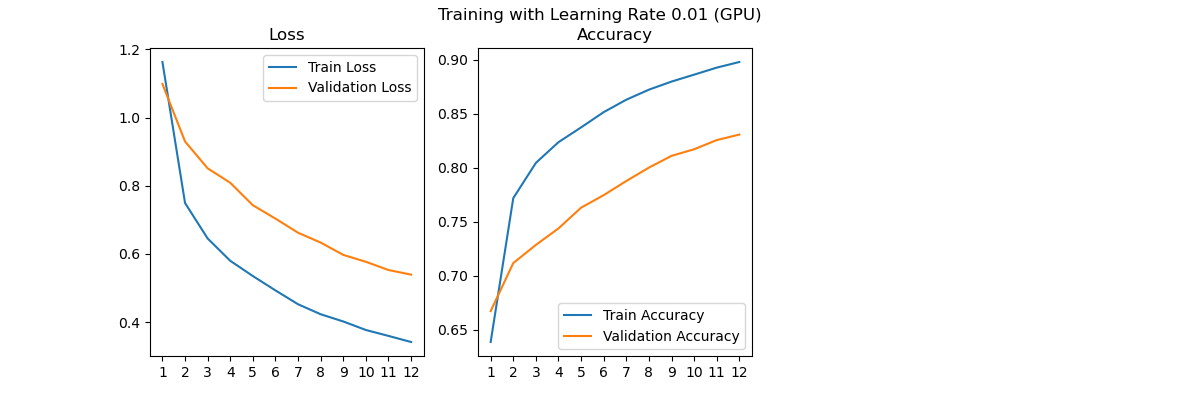 Training with Learning Rate 0.01 (GPU)
Loss
1.2
1.0
0.8
0.6
0.4
1 2 3 4 5 6 7 8 9 10 11 12
Train Loss
Validation Loss
Accuracy
0.90
0.85
0.80
0.75
0.70
0.65
1 2 3 4 5 6 7 8 9 10 11 12
Train Accuracy
Validation Accuracy